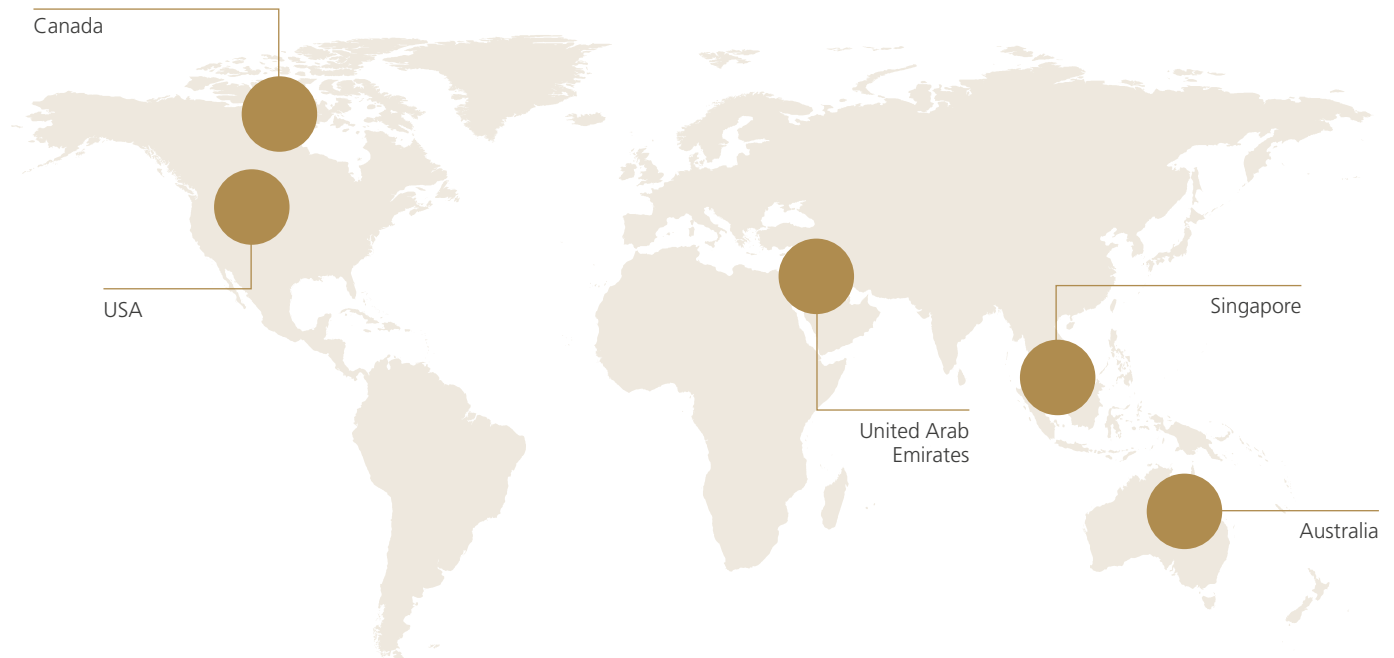 Canada
USA
Singapore
United Arab
Emirates
Australia